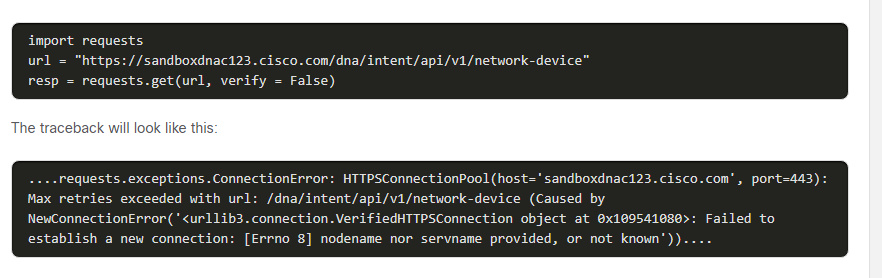 import requests
url = "https://sandboxdnac123.cisco.com/dna/intent/api/v1/network-device"
resp = requests.get(url, verify = False)
The traceback will look like this:
....requests.exceptions.ConnectionError: HTTPSConnectionPool(host='sandboxdnac123.cisco.com', port=443):
Max retries exceeded with url: /dna/intent/api/v1/network-device (Caused by
NewConnectionError('<urllib3.connection.VerifiedHTTPSConnection object at 0x109541080>: Failed to
establish a new connection: [Errno 8] nodename nor servname provided, or not known'))....